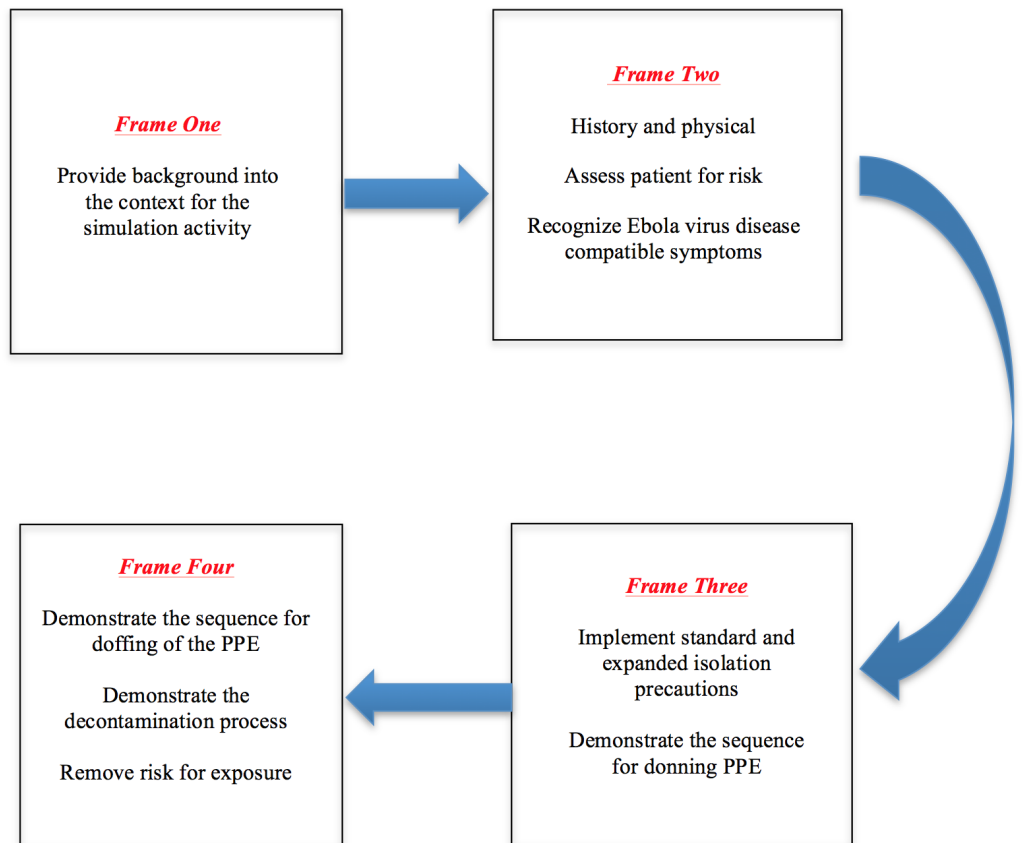 Frame One
Provide background into
the context for the
simulation activity
Frame Two
History and physical
Assess patient for risk
Recognize Ebola virus disease
compatible symptoms
Frame Three
Implement standard and
expanded isolation
precautions
Demonstrate the sequence
for donning PPE
Frame Four
Demonstrate the sequence for
doffing of the PPE
Demonstrate the
decontamination process
Remove risk for exposure